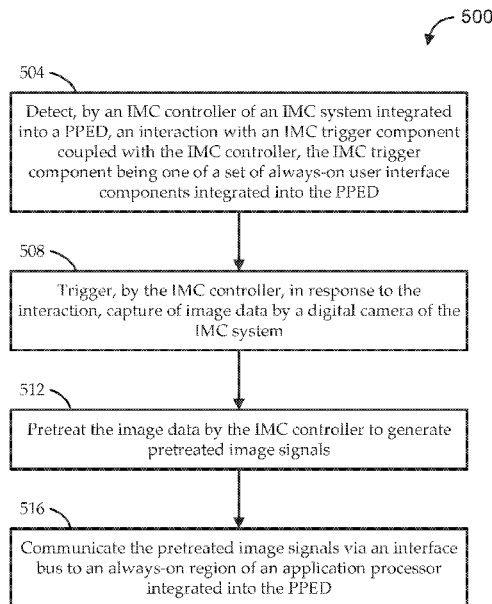 500
504
Detect, by an IMC controller of an IMC system integrated
into a PPED, an interaction with an IMC trigger component
coupled with the IMC controller, the IMC trigger
component being one of a set of always-on user interface
components integrated into the PPED
508
Trigger, by the IMC controller, in response to the
interaction, capture of image data by a digital camera of the
IMC system
512
Pretreat the image data by the IMC controller to generate
pretreated image signals
516
Communicate the pretreated image signals via an interface
bus to an always-on region of an application processor
integrated into the PPED